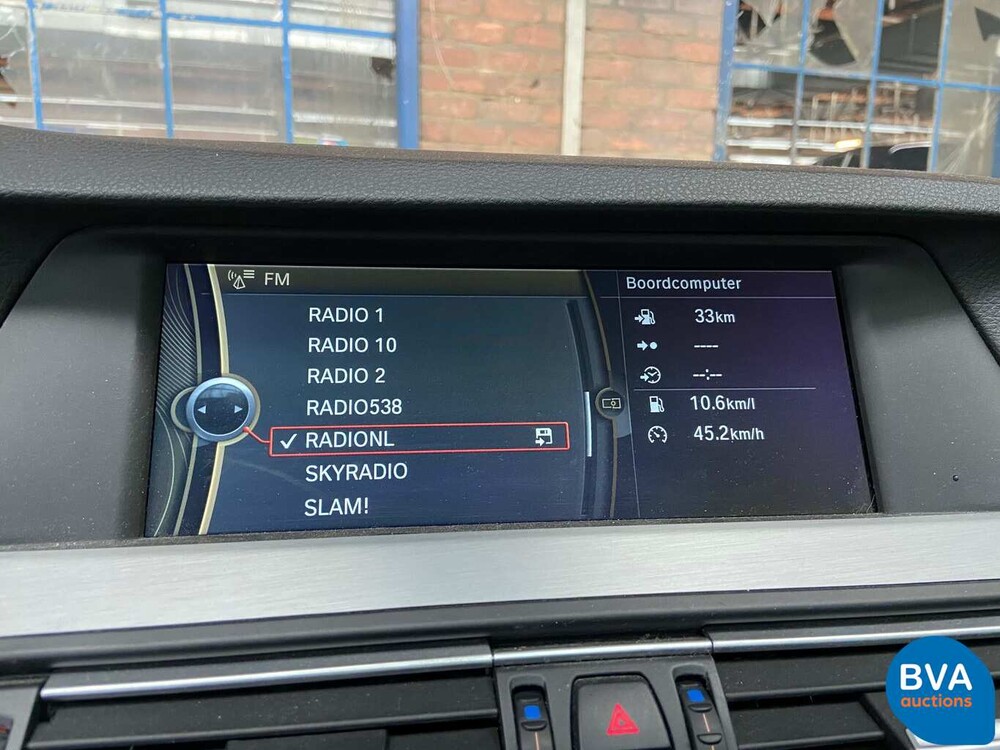 FM
RADIO 1
RADIO 10
RADIO 2
RADIO538
RADIONL
SKYRADIO
SLAM!
Boordcomputer
33km
----
--:--
10.6km/l
45.2km/h
BVA
auctions